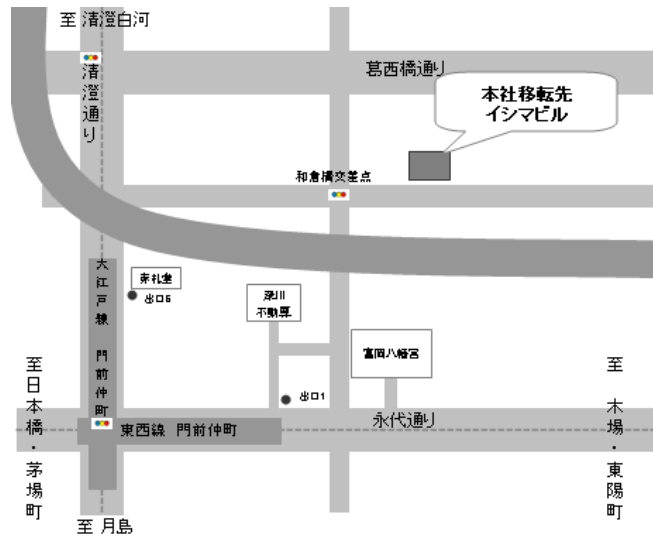 至 清澄白河
清澄通り
葛西橋通り
本社移転先
イシマビル
和倉橋交差点
大江戸線 門前仲町
赤札堂
出口6
深川
不動尊
富岡八幡宮
出口1
至日本橋・茅場町
至 木場・東陽町
永代通り
東西線 門前仲町
至 月島